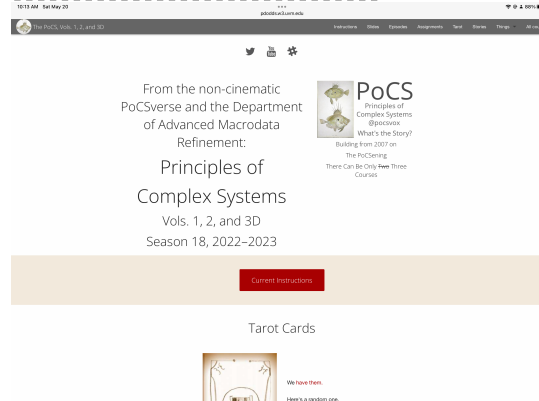 10:13 AM Sat May 20
pdodds.w3.uvm.edu
86%
The PoCS, Vols. 1, 2, and 3D
Instructions Slides Episodes Assignments Tarot Stories Things
From the non-cinematic
PoCSverse and the Department
of Advanced Macrodata
Refinement:
Principles of
Complex Systems
Vols. 1, 2, and 3D
Season 18, 2022–2023
PoCS
Principles of
Complex Systems
@pocsvox
What's the Story?
Building from 2007 on
The PoCSening
There Can Be Only Two Three
Courses
You
Tube
Current Instructions
Tarot Cards
We have them.
Here's a random one.